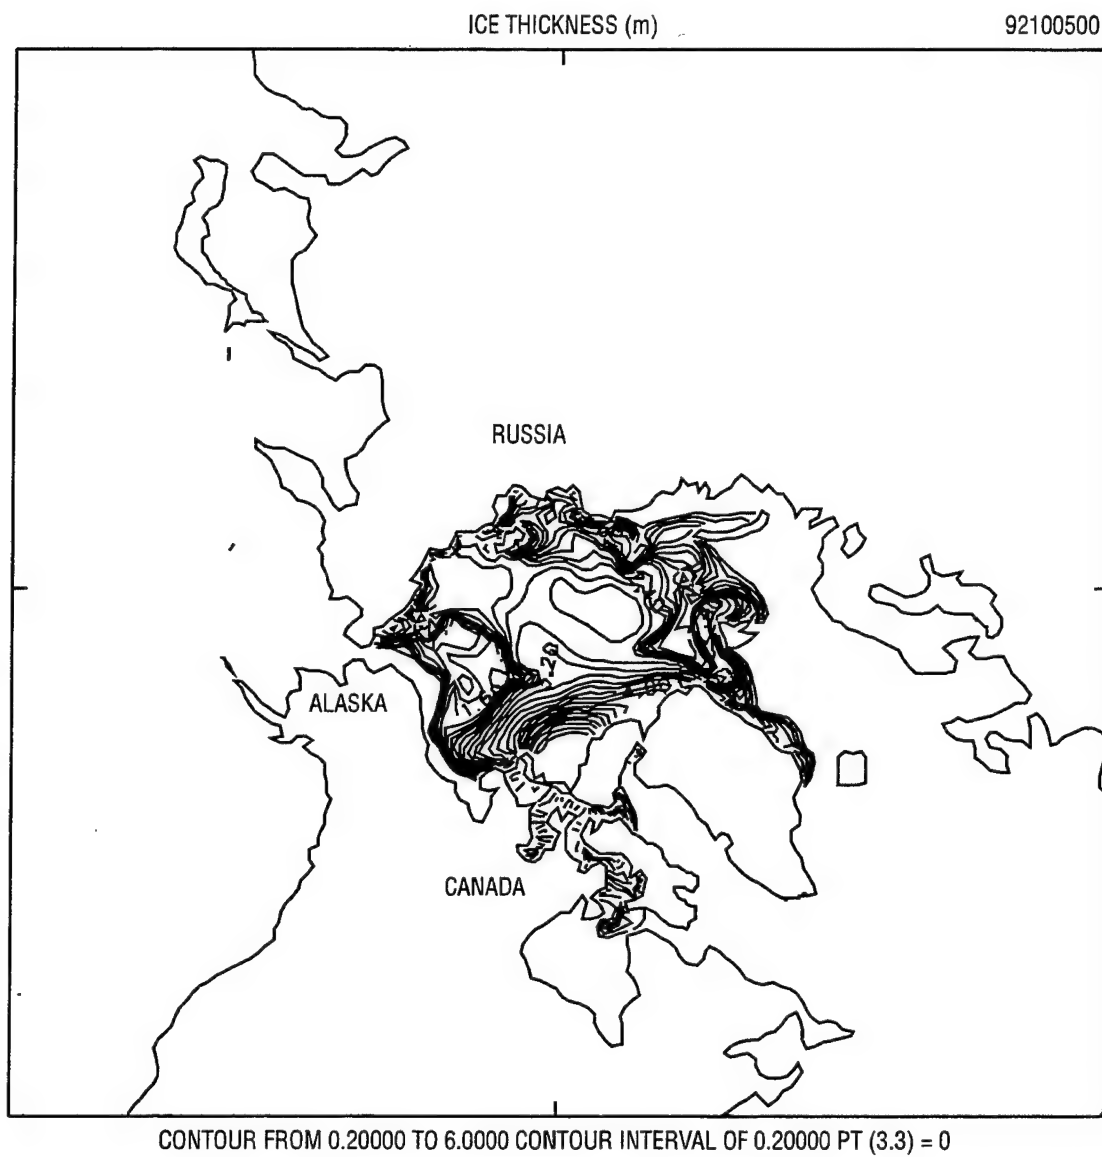 ICE THICKNESS (m) 92100500
RUSSIA
ALASKA
CANADA
CONTOUR FROM 0.20000 TO 6.0000 CONTOUR INTERVAL OF 0.20000 PT (3.3) = 0